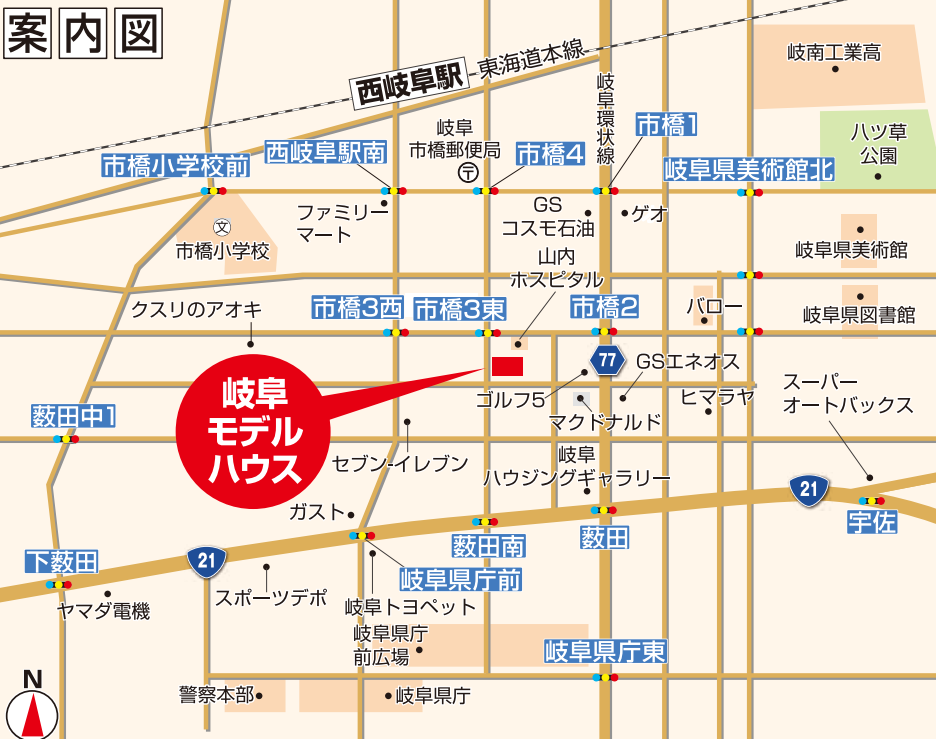 案内図
西岐阜駅
東海道本線
岐阜環状線
岐南工業高
八ツ草
公園
岐阜
市橋郵便局
〒
市橋1
市橋4
西岐阜駅南
市橋小学校前
岐阜県美術館北
ファミリー
マート
GS
コスモ石油
ゲオ
文
市橋小学校
山内
ホスピタル
岐阜県美術館
クスリのアオキ
市橋3西
市橋3東
市橋2
バロー
岐阜県図書館
77
GSエネオス
岐阜
モデル
ハウス
ゴルフ5
マクドナルド
ヒマラヤ
スーパー
オートバックス
薮田中1
セブン-イレブン
岐阜
ハウジングギャラリー
21
ガスト
薮田南
薮田
宇佐
下薮田
21
岐阜県庁前
スポーツデポ
岐阜トヨペット
ヤマダ電機
岐阜県庁
前広場
岐阜県庁東
警察本部
岐阜県庁
N